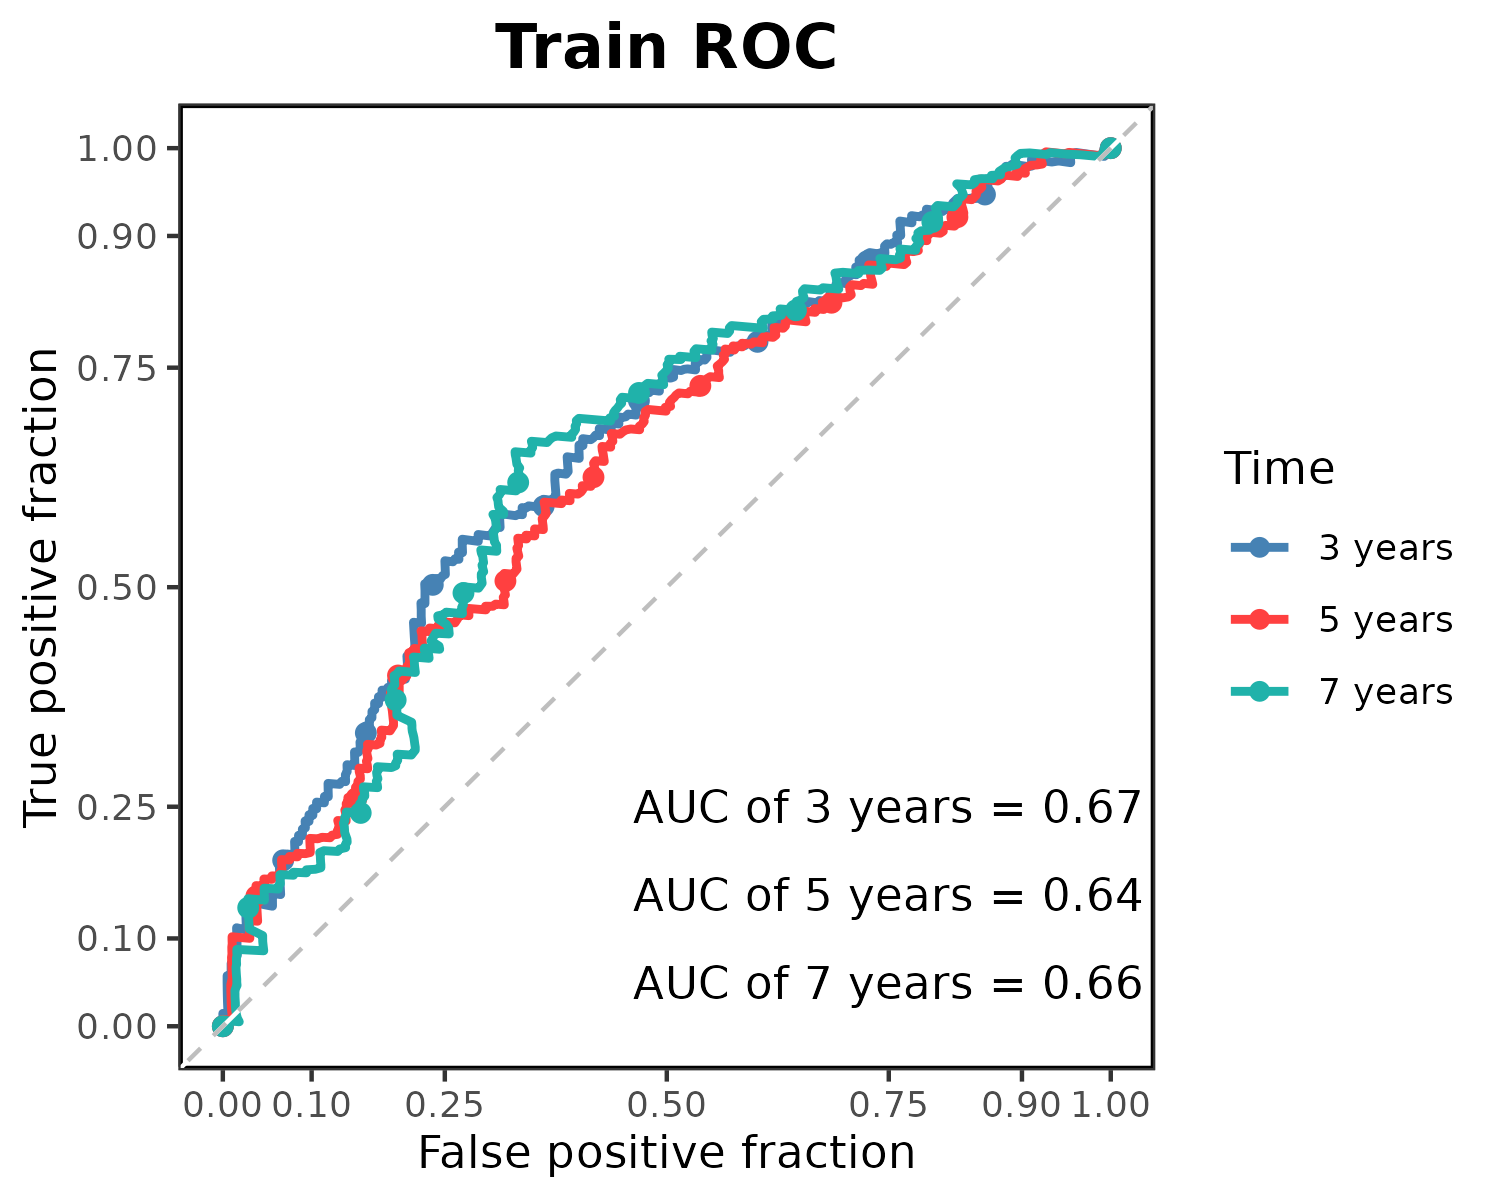 Train ROC
True positive fraction
1.00
0.90
0.75
0.50
0.25
0.10
0.00
AUC of 3 years = 0.67
AUC of 5 years = 0.64
AUC of 7 years = 0.66
0.00 0.10 0.25 0.50 0.75 0.90 1.00
False positive fraction
Time
3 years
5 years
7 years